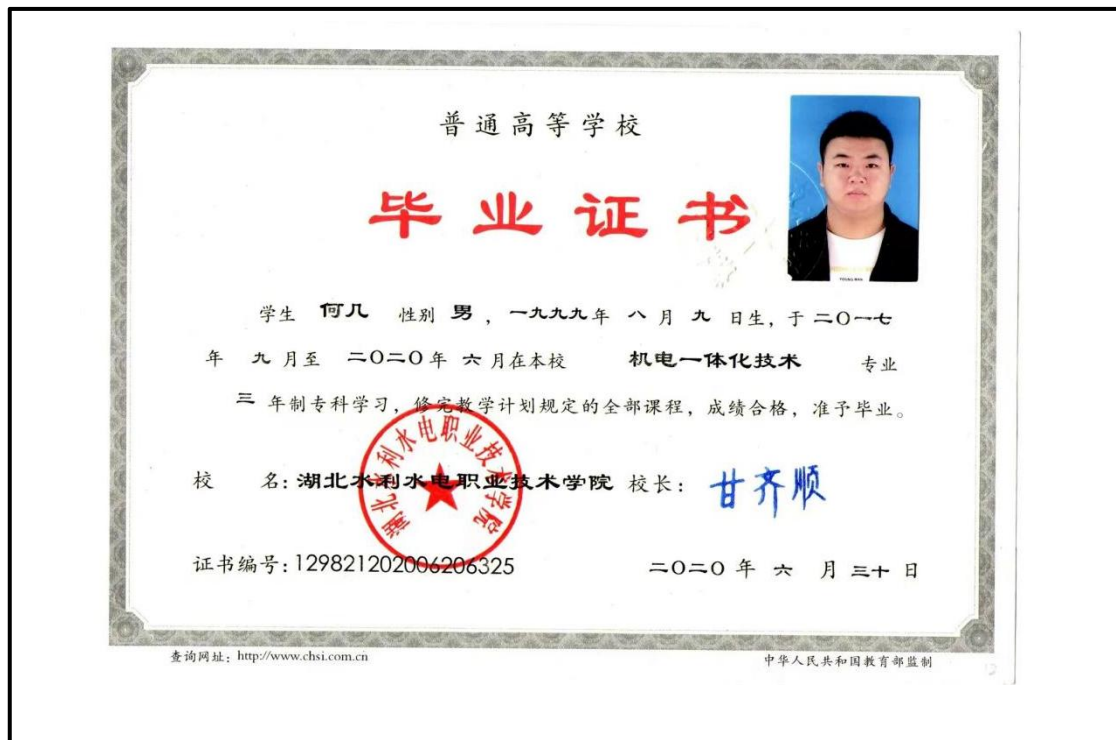 普通高等学校
毕业证书
学生 何几 性别 男，一九九九年 八 月 九 日生，于 二〇一七
年 九 月至 二〇二〇年 六 月在本校 机电一体化技术 专业
三 年制专科学习，修完教学计划规定的全部课程，成绩合格，准予毕业。
校 名：湖北水利水电职业技术学院 校长：甘齐顺
湖北水利水电职业技术学院
证书编号：129821202006206325 二〇二〇 年 六 月 三十 日
查询网址：http://www.chsi.com.cn 中华人民共和国教育部监制